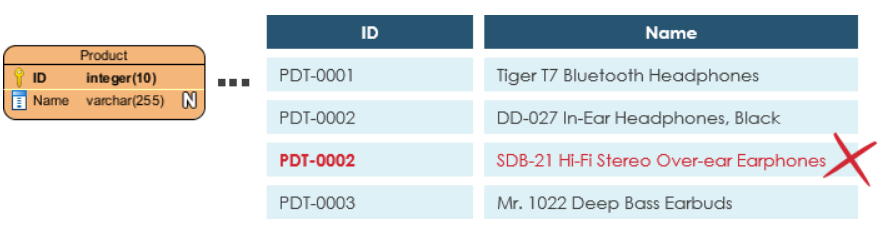 Product
ID integer(10)
Name varchar(255) N
ID Name
PDT-0001 Tiger T7 Bluetooth Headphones
PDT-0002 DD-027 In-Ear Headphones, Black
PDT-0002 SDB-21 Hi-Fi Stereo Over-ear Earphones
PDT-0003 Mr. 1022 Deep Bass Earbuds